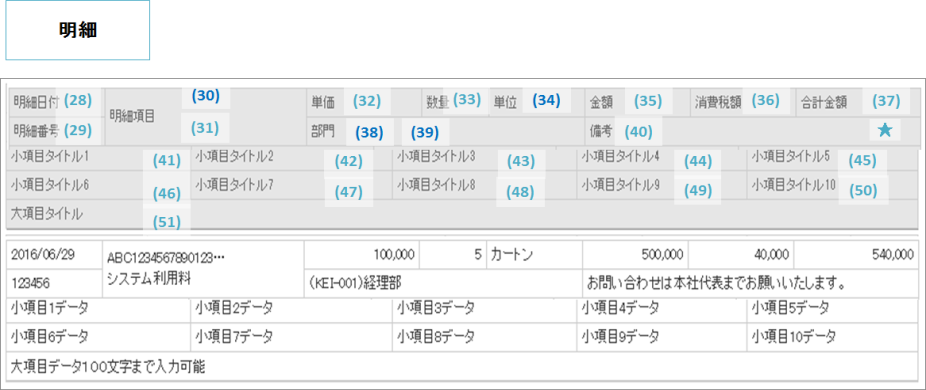 明細
明細日付 (28) 明細項目 (30) 単価 (32) 数量 (33) 単位 (34) 金額 (35) 消費税額 (36) 合計金額 (37)
明細番号 (29) (31) 部門 (38) (39) 備考 (40) ★
小項目タイトル1 (41) 小項目タイトル2 (42) 小項目タイトル3 (43) 小項目タイトル4 (44) 小項目タイトル5 (45)
小項目タイトル6 (46) 小項目タイトル7 (47) 小項目タイトル8 (48) 小項目タイトル9 (49) 小項目タイトル10 (50)
大項目タイトル (51)
2016/06/29 ABC1234567890123… 100,000 5 カートン 500,000 40,000 540,000
123456 システム利用料 (KEI-001)経理部 お問い合わせは本社代表までお願いいたします。
小項目1データ 小項目2データ 小項目3データ 小項目4データ 小項目5データ
小項目6データ 小項目7データ 小項目8データ 小項目9データ 小項目10データ
大項目データ100文字まで入力可能